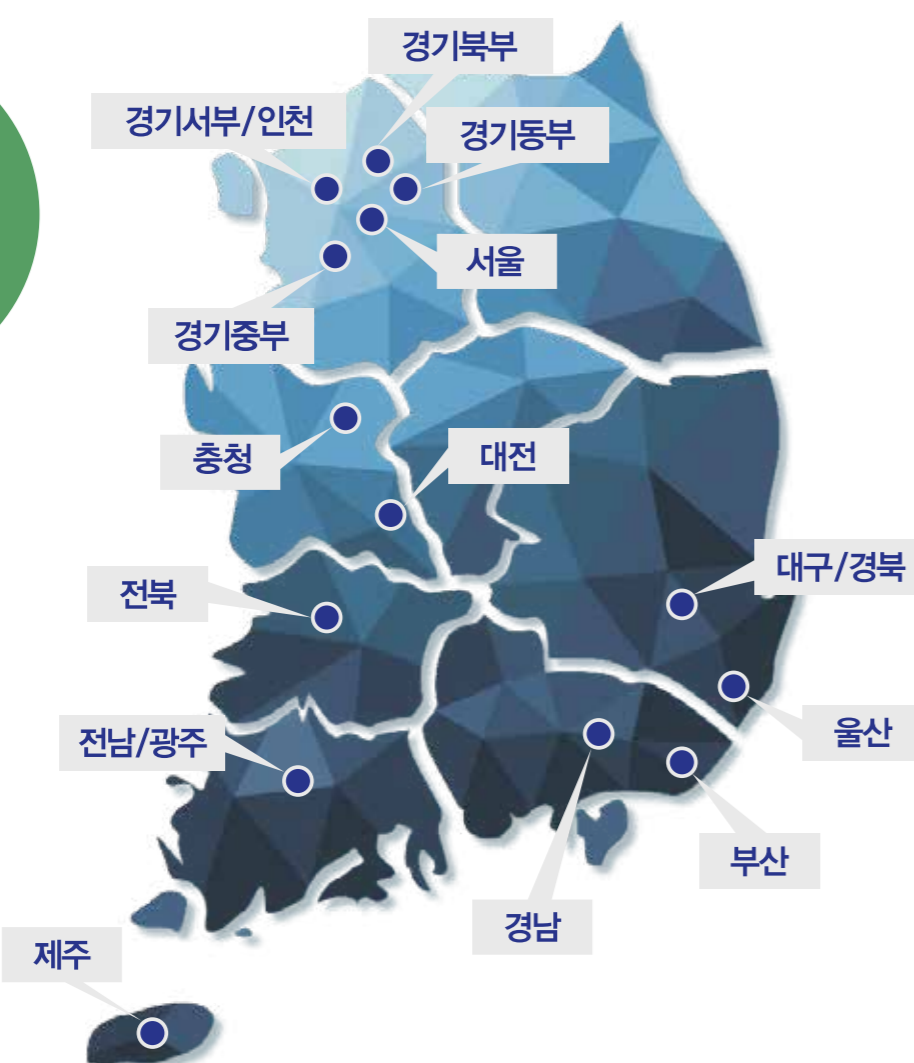 경기북부
경기서부/인천
경기동부
서울
경기중부
충청
대전
대구/경북
전북
울산
전남/광주
부산
경남
제주